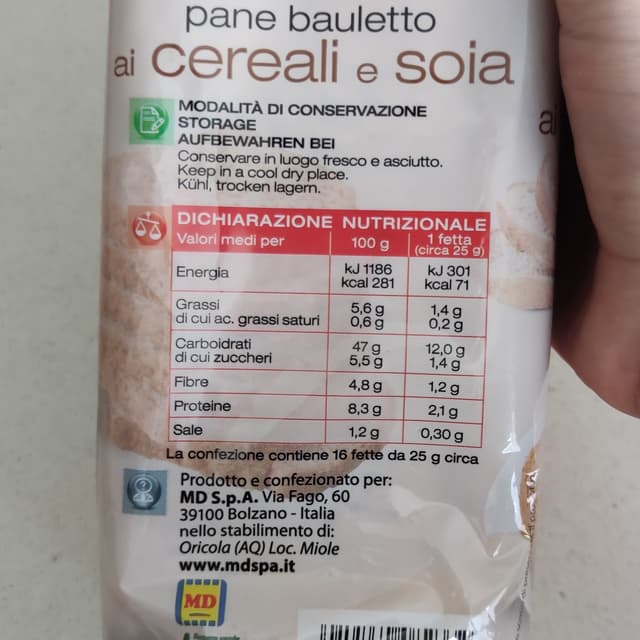 pane bauletto
ai cereali e soia
MODALITÀ DI CONSERVAZIONE
STORAGE
AUFBEWAHREN BEI
Conservare in luogo fresco e asciutto.
Keep in a cool dry place.
Kühl, trocken lagern.
DICHIARAZIONE NUTRIZIONALE
Valori medi per 100 g 1 fetta (circa 25 g)
Energia kJ 1186 kJ 301
kcal 281 kcal 71
Grassi 5,6 g 1,4 g
di cui ac. grassi saturi 0,6 g 0,2 g
Carboidrati 47 g 12,0 g
di cui zuccheri 5,5 g 1,4 g
Fibre 4,8 g 1,2 g
Proteine 8,3 g 2,1 g
Sale 1,2 g 0,30 g
La confezione contiene 16 fette da 25 g circa
Prodotto e confezionato per:
MD S.p.A. Via Fago, 60
39100 Bolzano - Italia
nello stabilimento di:
Oricola (AQ) Loc. Miole
www.mdspa.it
MD